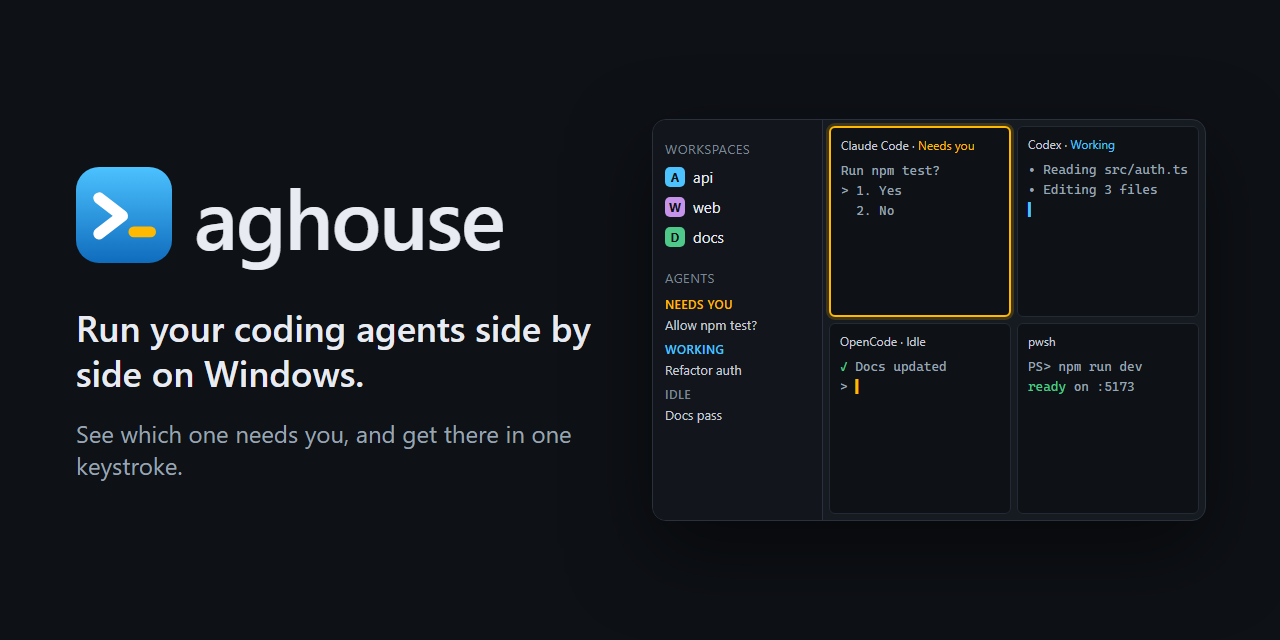 aghouse
Run your coding agents side by
side on Windows.
See which one needs you, and get there in one
keystroke.
WORKSPACES
A api
W web
D docs
AGENTS
NEEDS YOU
Allow npm test?
WORKING
Refactor auth
IDLE
Docs pass
Claude Code · Needs you
Run npm test?
> 1. Yes
2. No
Codex · Working
• Reading src/auth.ts
• Editing 3 files
OpenCode · Idle
✓ Docs updated
>
pwsh
PS> npm run dev
ready on :5173